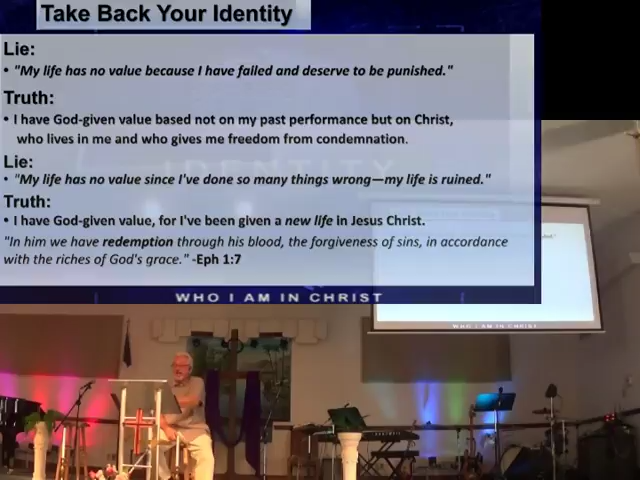 Take Back Your Identity
Lie:
• "My life has no value because I have failed and deserve to be punished."
Truth:
• I have God-given value based not on my past performance but on Christ,
who lives in me and who gives me freedom from condemnation.
Lie:
• "My life has no value since I've done so many things wrong—my life is ruined."
Truth:
• I have God-given value, for I've been given a new life in Jesus Christ.
"In him we have redemption through his blood, the forgiveness of sins, in accordance
with the riches of God's grace." -Eph 1:7
IDENTITY
WHO I AM IN CHRIST
WHO I AM IN CHRIST